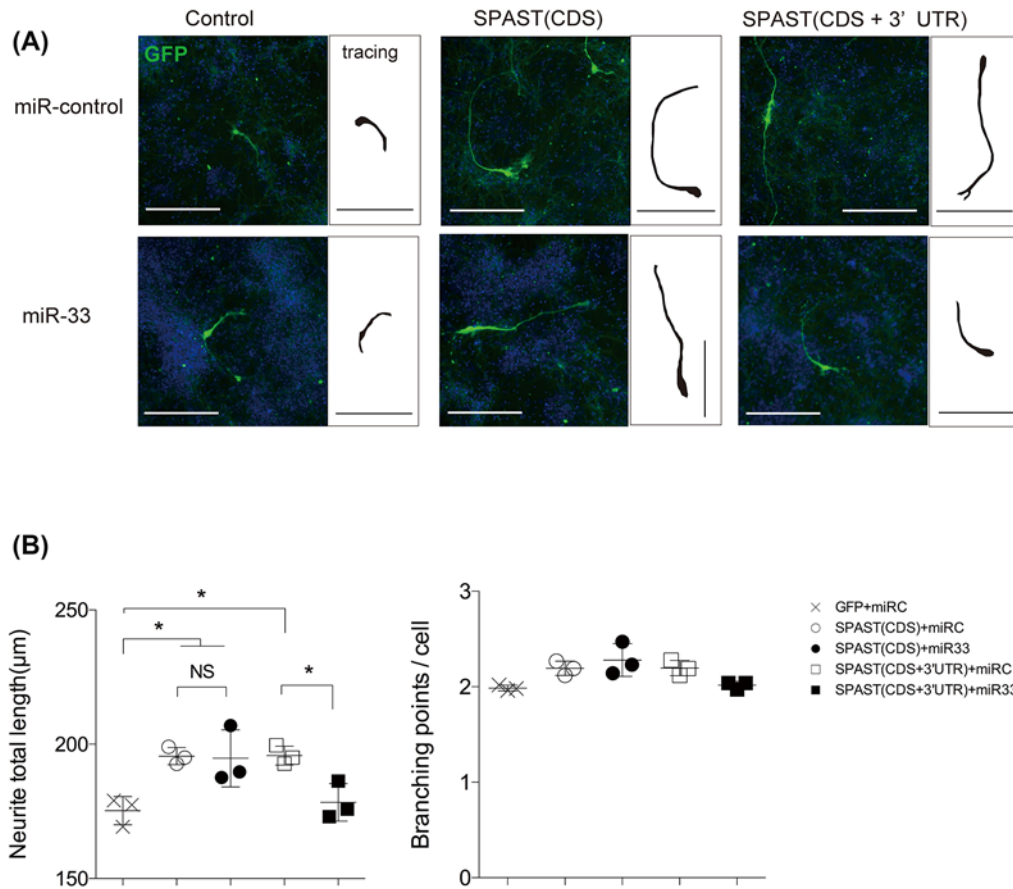 Control SPAST(CDS) SPAST(CDS + 3' UTR)
(A)
GFP tracing
miR-control
miR-33
(B)
Neurite total length(μm)
250
200
150
*
*
NS
*
Branching points / cell
3
2
1
0
GFP+miRC
SPAST(CDS)+miRC
SPAST(CDS)+miR33
SPAST(CDS+3'UTR)+miRC
SPAST(CDS+3'UTR)+miR33